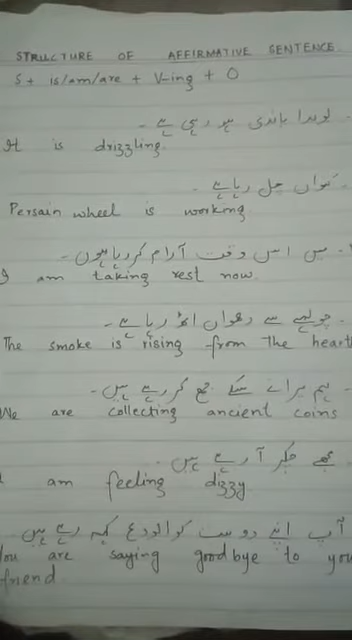 STRUCTURE OF AFFIRMATIVE SENTENCE
S+ is/am/are + V-ing + O
بوندا باندی ہو رہی ہے۔
It is drizzling.
کنواں چل رہا ہے۔
Persain wheel is working
میں اس وقت آرام کر رہا ہوں۔
I am taking rest now
چولہے سے دھواں اٹھ رہا ہے۔
The smoke is rising from the heart
ہم پرانے سکے جمع کر رہے ہیں۔
We are collecting ancient coins
مجھے چکر آ رہے ہیں۔
am feeling dizzy
آپ اپنے دوست کو الودع کہہ رہے ہیں
You are saying goodbye to you
friend